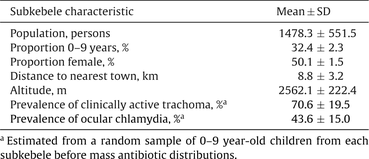 Subkebele characteristic Mean ± SD
Population, persons 1478.3 ± 551.5
Proportion 0–9 years, % 32.4 ± 2.3
Proportion female, % 50.1 ± 1.5
Distance to nearest town, km 8.8 ± 3.2
Altitude, m 2562.1 ± 222.4
Prevalence of clinically active trachoma, %a 70.6 ± 19.5
Prevalence of ocular chlamydia, %a 43.6 ± 15.0
a Estimated from a random sample of 0–9 year-old children from each
subkebele before mass antibiotic distributions.